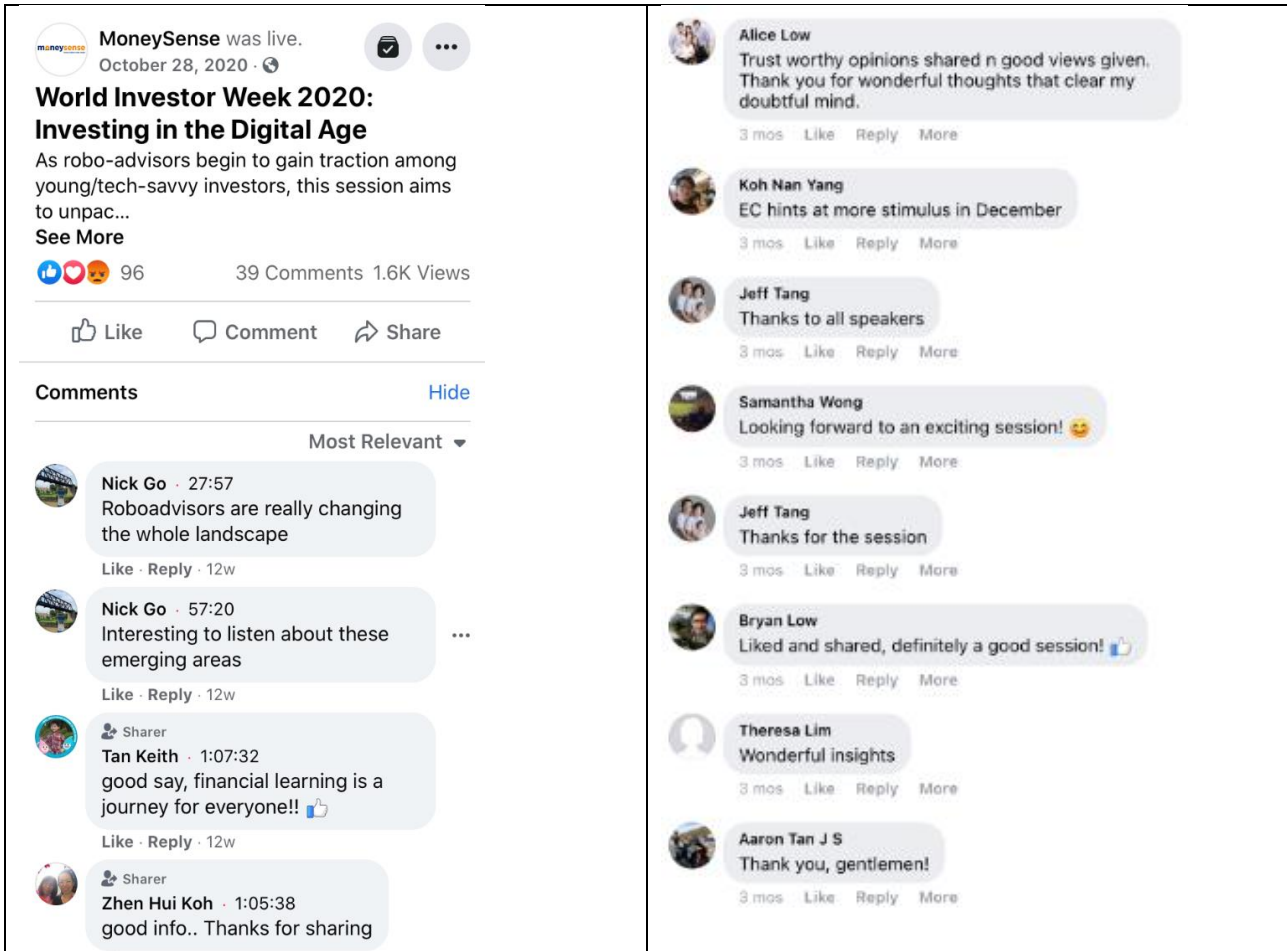 moneysense
MoneySense was live.
October 28, 2020 ·
World Investor Week 2020:
Investing in the Digital Age
As robo-advisors begin to gain traction among
young/tech-savvy investors, this session aims
to unpac...
See More
96 39 Comments 1.6K Views
Like Comment Share
Comments Hide
Most Relevant
Nick Go · 27:57
Roboadvisors are really changing
the whole landscape
Like · Reply · 12w
Nick Go · 57:20
Interesting to listen about these
emerging areas
Like · Reply · 12w
Sharer
Tan Keith · 1:07:32
good say, financial learning is a
journey for everyone!! 👍
Like · Reply · 12w
Sharer
Zhen Hui Koh · 1:05:38
good info.. Thanks for sharing
Alice Low
Trust worthy opinions shared n good views given.
Thank you for wonderful thoughts that clear my
doubtful mind.
3 mos Like Reply More
Koh Nan Yang
EC hints at more stimulus in December
3 mos Like Reply More
Jeff Tang
Thanks to all speakers
3 mos Like Reply More
Samantha Wong
Looking forward to an exciting session! 😊
3 mos Like Reply More
Jeff Tang
Thanks for the session
3 mos Like Reply More
Bryan Low
Liked and shared, definitely a good session! 👍
3 mos Like Reply More
Theresa Lim
Wonderful insights
3 mos Like Reply More
Aaron Tan J S
Thank you, gentlemen!
3 mos Like Reply More